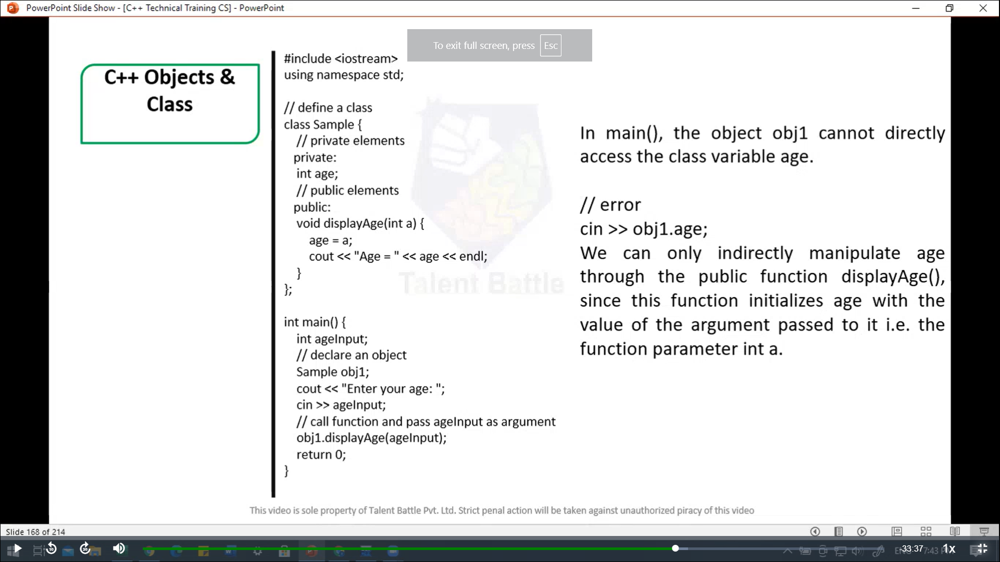 PowerPoint Slide Show - [C++ Technical Training CS] - PowerPoint
To exit full screen, press Esc
C++ Objects &
Class
#include <iostream>
using namespace std;
// define a class
class Sample {
// private elements
private:
int age;
// public elements
public:
void displayAge(int a) {
age = a;
cout << "Age = " << age << endl;
}
};
int main() {
int ageInput;
// declare an object
Sample obj1;
cout << "Enter your age: ";
cin >> ageInput;
// call function and pass ageInput as argument
obj1.displayAge(ageInput);
return 0;
}
In main(), the object obj1 cannot directly
access the class variable age.
// error
cin >> obj1.age;
We can only indirectly manipulate age
through the public function displayAge(),
since this function initializes age with the
value of the argument passed to it i.e. the
function parameter int a.
Talent Battle
This video is sole property of Talent Battle Pvt. Ltd. Strict penal action will be taken against unauthorized piracy of this video
Slide 168 of 214
10
30
-33:37
1x